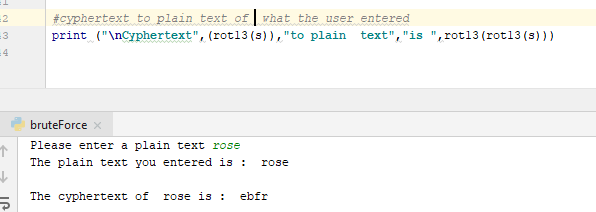 #cyphertext to plain text of what the user entered
print ("\nCyphertext",(rot13(s)),"to plain  text","is ",rot13(rot13(s)))
bruteForce
Please enter a plain text rose
The plain text you entered is :  rose
The cyphertext of  rose is :  ebfr